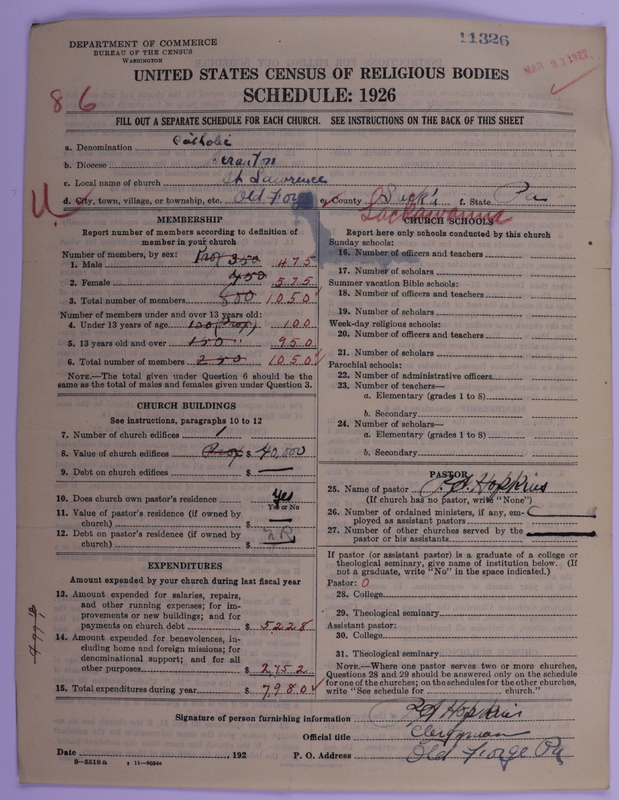 DEPARTMENT OF COMMERCE
BUREAU OF THE CENSUS
WASHINGTON
11326
MAR 1927
UNITED STATES CENSUS OF RELIGIOUS BODIES
SCHEDULE: 1926
86
FILL OUT A SEPARATE SCHEDULE FOR EACH CHURCH. SEE INSTRUCTIONS ON THE BACK OF THIS SHEET
a. Denomination Catholic
b. Diocese Scranton
c. Local name of church St Lawrence
d. City, town, village, or township, etc. Old Forge e. County f. State Pa
Lackawanna
U.
MEMBERSHIP
Report number of members according to definition of
member in your church
Number of members, by sex:
1. Male 350 475
2. Female 450 575
3. Total number of members 800 1050
Number of members under and over 13 years old:
4. Under 13 years of age 100 100
5. 13 years old and over 150 950
6. Total number of members 250 1050
NOTE.—The total given under Question 6 should be the
same as the total of males and females given under Question 3.
CHURCH BUILDINGS
See instructions, paragraphs 10 to 12
7. Number of church edifices 1
8. Value of church edifices $ 40,000
9. Debt on church edifices $ —
10. Does church own pastor's residence yes
Yes or No
11. Value of pastor's residence (if owned by
church) $ —
12. Debt on pastor's residence (if owned by
church) $
EXPENDITURES
Amount expended by your church during last fiscal year
13. Amount expended for salaries, repairs,
and other running expenses; for im-
provements or new buildings; and for
payments on church debt $ 5228
14. Amount expended for benevolences, in-
cluding home and foreign missions; for
denominational support; and for all
other purposes $ 2752
15. Total expenditures during year $ 7980
CHURCH SCHOOLS
Report here only schools conducted by this church
Sunday schools:
16. Number of officers and teachers
17. Number of scholars
Summer vacation Bible schools:
18. Number of officers and teachers
19. Number of scholars
Week-day religious schools:
20. Number of officers and teachers
21. Number of scholars
Parochial schools:
22. Number of administrative officers
23. Number of teachers—
a. Elementary (grades 1 to 8)
b. Secondary
24. Number of scholars—
a. Elementary (grades 1 to 8)
b. Secondary
PASTOR
25. Name of pastor Hopkins
(If church has no pastor, write "None")
26. Number of ordained ministers, if any, em-
ployed as assistant pastors
27. Number of other churches served by the
pastor or his assistants
If pastor (or assistant pastor) is a graduate of a college or
theological seminary, give name of institution below. (If
not a graduate, write "No" in the space indicated.)
Pastor: 0
28. College
29. Theological seminary
Assistant pastor:
30. College
31. Theological seminary
NOTE.—Where one pastor serves two or more churches,
Questions 28 and 29 should be answered only on the schedule
for one of the churches; on the schedules for the other churches,
write "See schedule for church."
Signature of person furnishing information Hopkins
Official title Clergyman
Date , 192 P. O. Address Old Forge Pa
8-5518a